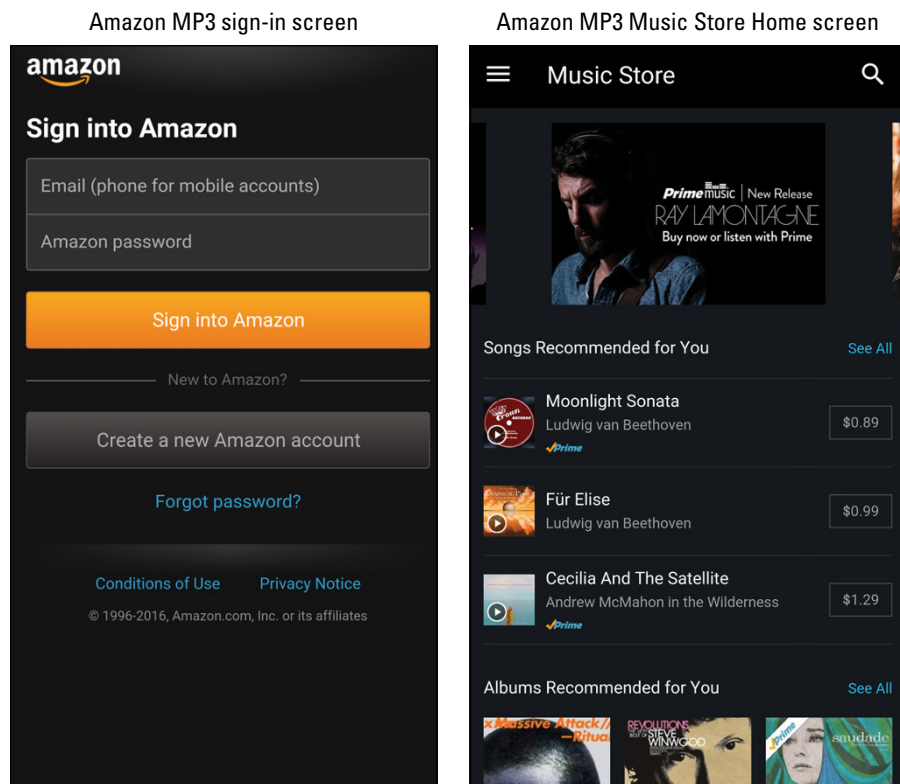 Amazon MP3 sign-in screen
amazon
Sign into Amazon
Email (phone for mobile accounts)
Amazon password
Sign into Amazon
New to Amazon?
Create a new Amazon account
Forgot password?
Conditions of Use Privacy Notice
© 1996-2016, Amazon.com, Inc. or its affiliates
Amazon MP3 Music Store Home screen
Music Store
Prime music | New Release
RAY LAMONTAGNE
Buy now or listen with Prime
Songs Recommended for You See All
Moonlight Sonata
Ludwig van Beethoven $0.89
Prime
Für Elise
Ludwig van Beethoven $0.99
Cecilia And The Satellite
Andrew McMahon in the Wilderness $1.29
Prime
Albums Recommended for You See All
x Massive Attack//
–Ritual
REVOLUTIONS
BEST OF STEVE
WINWOOD
Prime
saudade